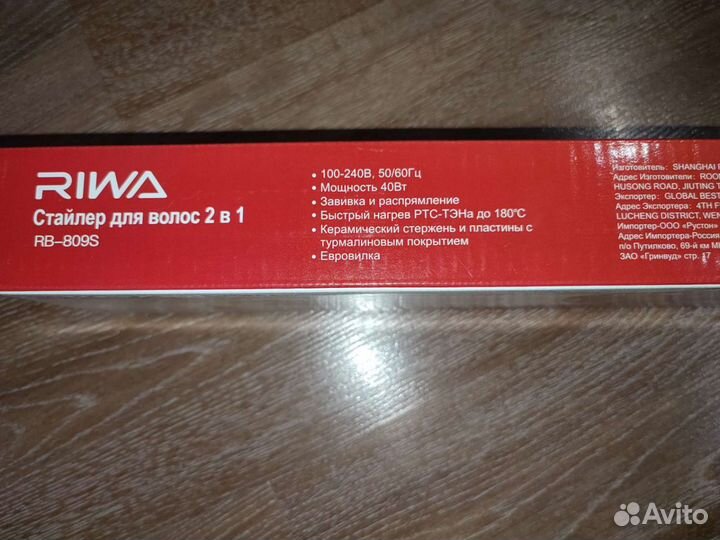 RIWA
Стайлер для волос 2 в 1
RB-809S
• 100-240В, 50/60Гц
• Мощность 40Вт
• Завивка и распрямление
• Быстрый нагрев РТС-ТЭНа до 180°C
• Керамический стержень и пластины с
турмалиновым покрытием
• Евровилка
Изготовитель: SHANGHAI
Адрес Изготовителя: ROOM
HUSONG ROAD, JIUTING
Экспортер: GLOBAL BEST
Адрес Экспортера: 4TH
LUCHENG DISTRICT, WEN
Импортер-ООО «Рустон»
Адрес Импортера-Россия
п/о Путилково, 69-й км
ЗАО «Гринвуд» стр. 17
Avito